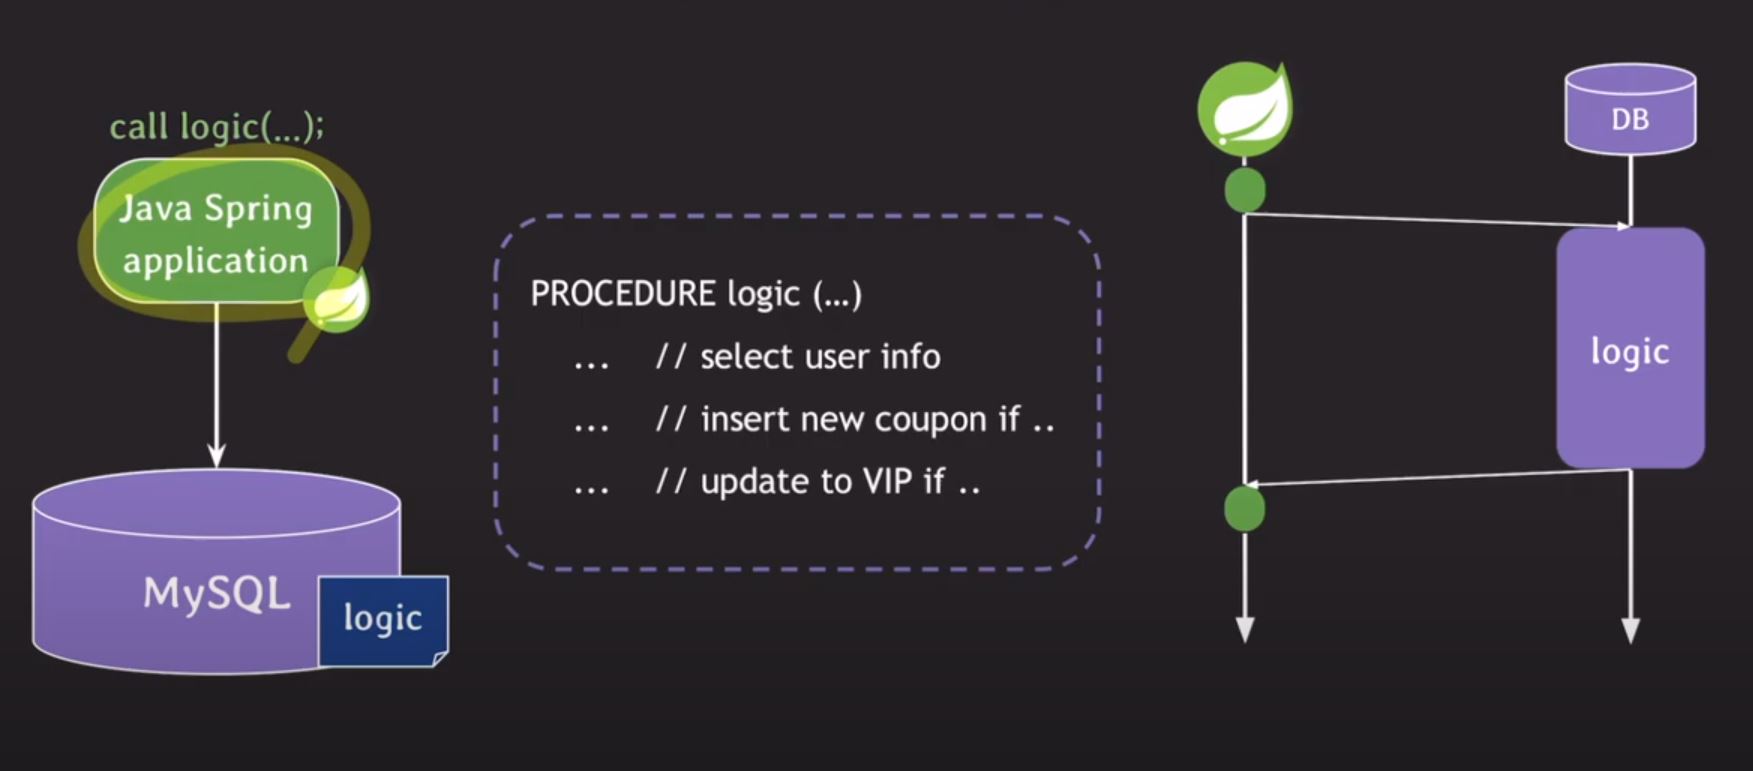 call logic(...);
Java Spring
application
MySQL
logic
PROCEDURE logic (...)
... // select user info
... // insert new coupon if ..
... // update to VIP if ..
DB
logic